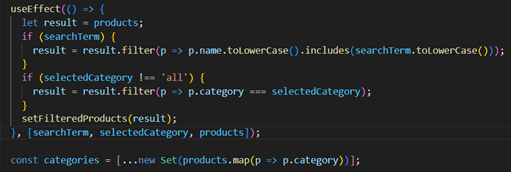 useEffect(() => {
  let result = products;
  if (searchTerm) {
    result = result.filter(p => p.name.toLowerCase().includes(searchTerm.toLowerCase()));
  }
  if (selectedCategory !== 'all') {
    result = result.filter(p => p.category === selectedCategory);
  }
  setFilteredProducts(result);
}, [searchTerm, selectedCategory, products]);

const categories = [...new Set(products.map(p => p.category))];